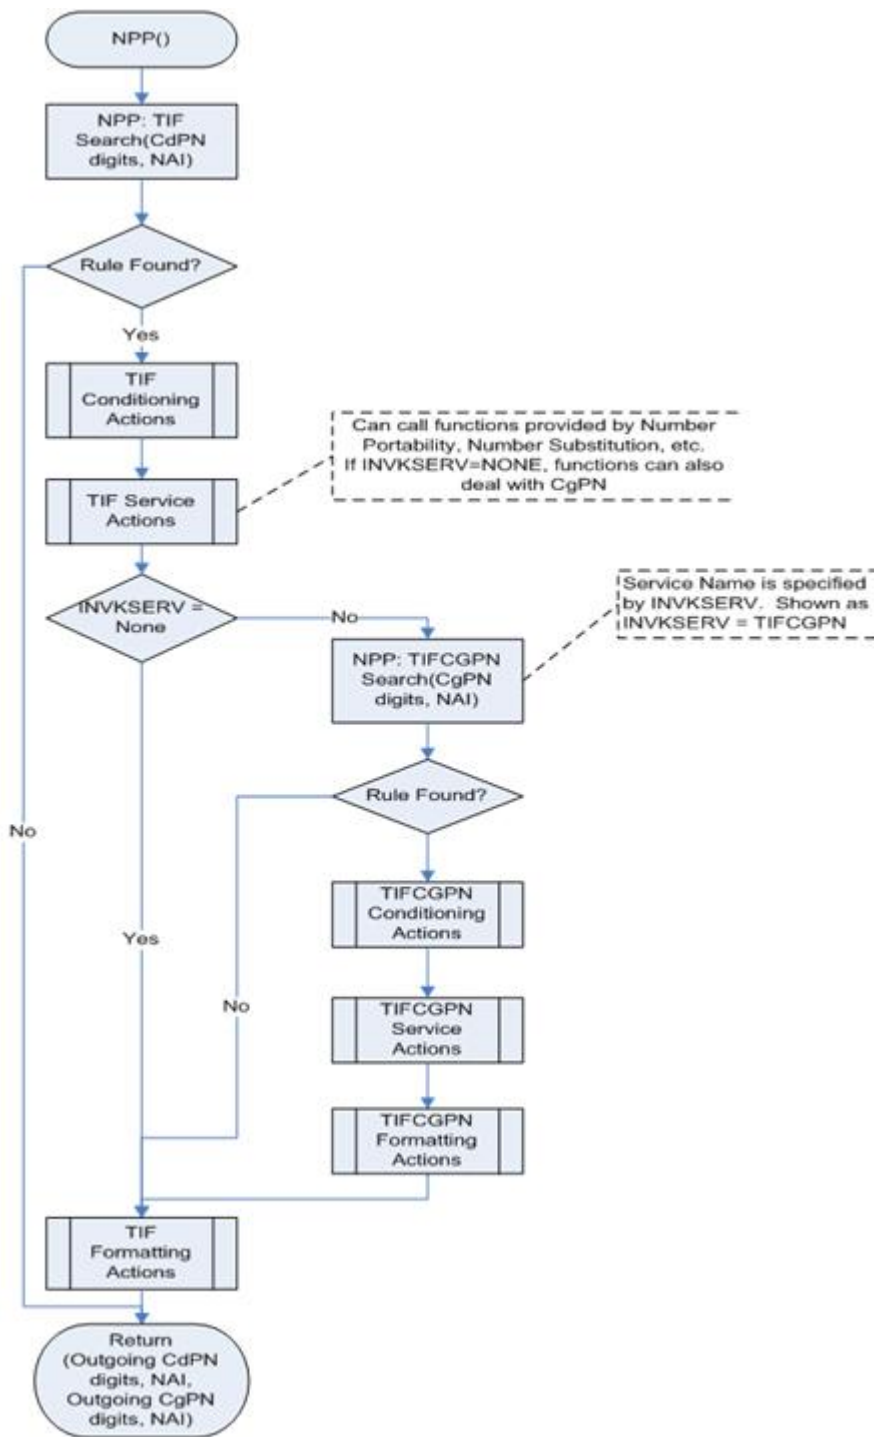 NPP()
NPP: TIF
Search(CdPN
digits, NAI)
Rule Found?
Yes
TIF
Conditioning
Actions
Can call functions provided by Number
Portability, Number Substitution, etc.
If INVKSERV=NONE, functions can also
deal with CgPN
TIF Service
Actions
INVKSERV =
None
No
Service Name is specified
by INVKSERV. Shown as
INVKSERV = TIFCGPN
NPP: TIFCGPN
Search(CgPN
digits, NAI)
Rule Found?
No
TIFCGPN
Conditioning
Actions
Yes
No
TIFCGPN
Service
Actions
TIFCGPN
Formatting
Actions
TIF
Formatting
Actions
Return
(Outgoing CdPN
digits, NAI,
Outgoing CgPN
digits, NAI)